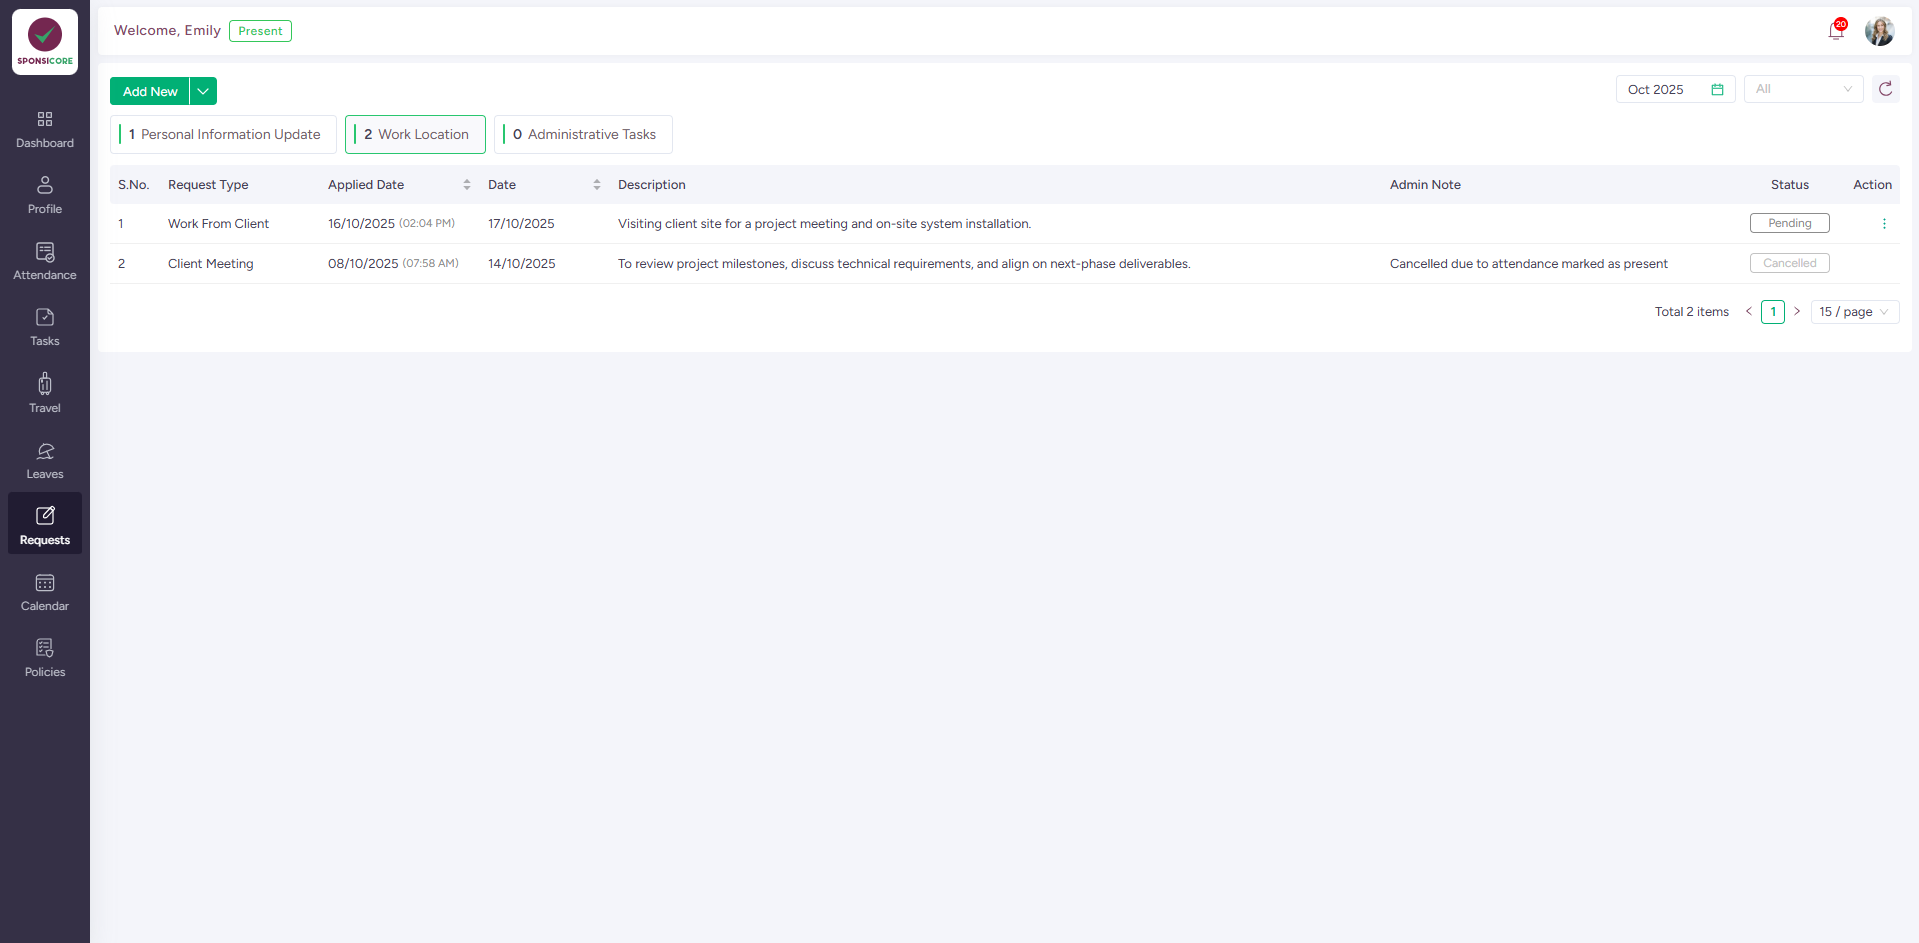 SPONSICORE
Welcome, Emily Present
20
Add New
Oct 2025 All
1 Personal Information Update 2 Work Location 0 Administrative Tasks
S.No. Request Type Applied Date Date Description Admin Note Status Action
1 Work From Client 16/10/2025 (02:04 PM) 17/10/2025 Visiting client site for a project meeting and on-site system installation. Pending
2 Client Meeting 08/10/2025 (07:58 AM) 14/10/2025 To review project milestones, discuss technical requirements, and align on next-phase deliverables. Cancelled due to attendance marked as present Cancelled
Total 2 items < 1 > 15 / page
Dashboard
Profile
Attendance
Tasks
Travel
Leaves
Requests
Calendar
Policies